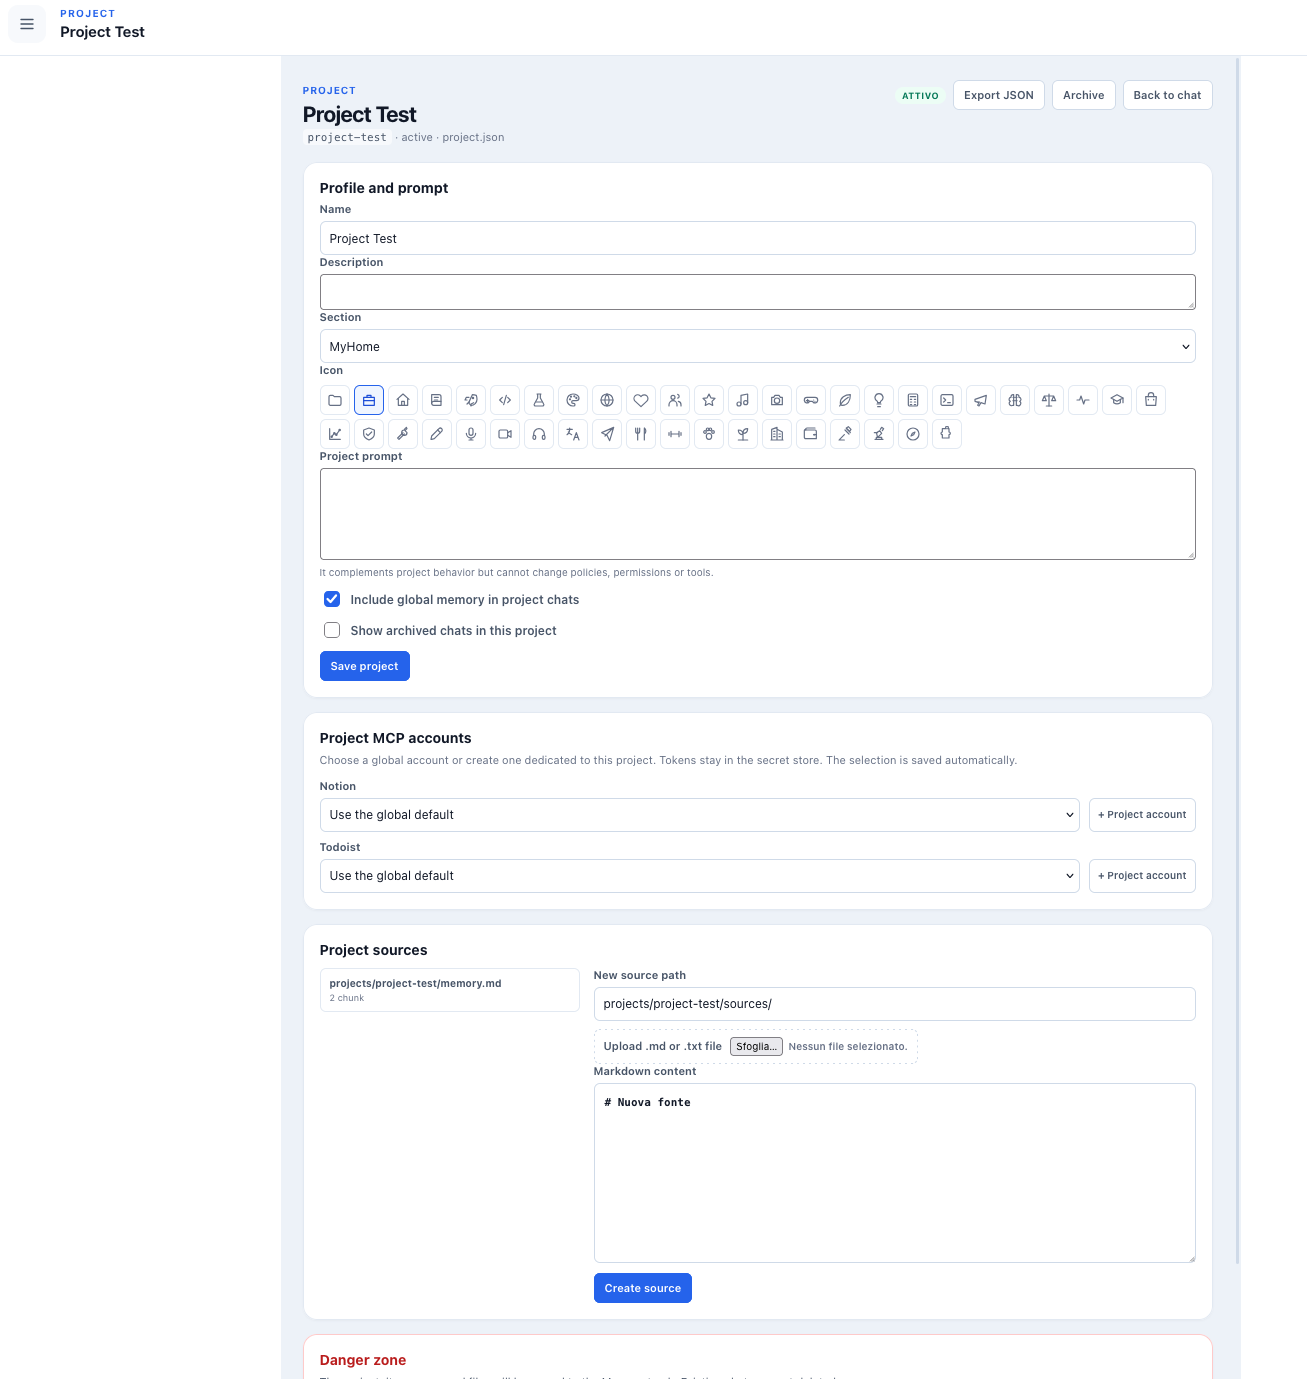 PROJECT
Project Test
PROJECT
Project Test
project-test · active · project.json
ATTIVO
Export JSON
Archive
Back to chat
Profile and prompt
Name
Project Test
Description
Section
MyHome
Icon
Project prompt
It complements project behavior but cannot change policies, permissions or tools.
Include global memory in project chats
Show archived chats in this project
Save project
Project MCP accounts
Choose a global account or create one dedicated to this project. Tokens stay in the secret store. The selection is saved automatically.
Notion
Use the global default
+ Project account
Todoist
Use the global default
+ Project account
Project sources
projects/project-test/memory.md
2 chunk
New source path
projects/project-test/sources/
Upload .md or .txt file
Sfoglia...
Nessun file selezionato.
Markdown content
# Nuova fonte
Create source
Danger zone